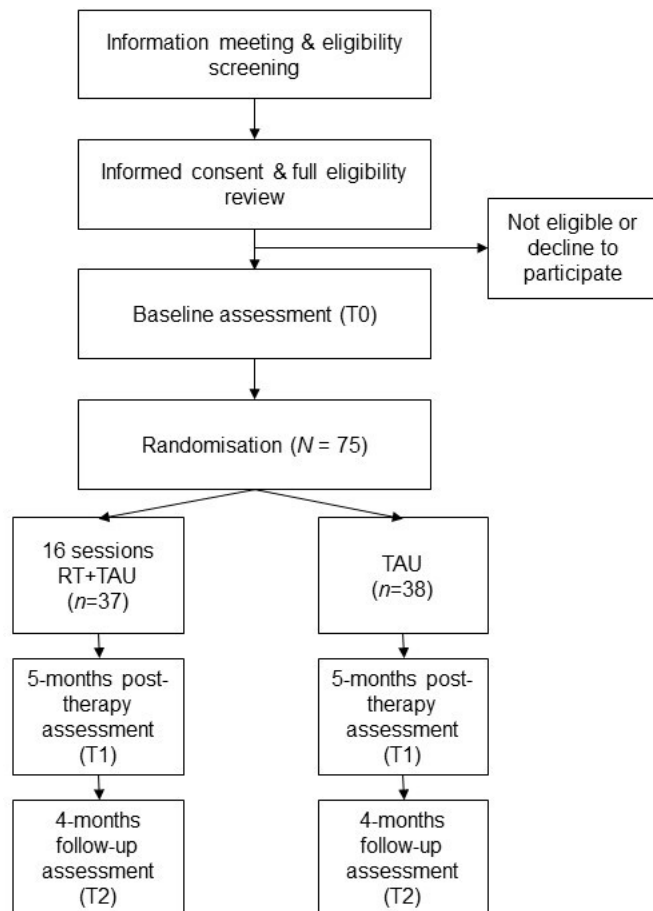 Information meeting & eligibility
screening
Informed consent & full eligibility
review
Not eligible or
decline to
participate
Baseline assessment (T0)
Randomisation (N = 75)
16 sessions
RT+TAU
(n=37)
TAU
(n=38)
5-months post-
therapy
assessment
(T1)
5-months post-
therapy
assessment
(T1)
4-months
follow-up
assessment
(T2)
4-months
follow-up
assessment
(T2)